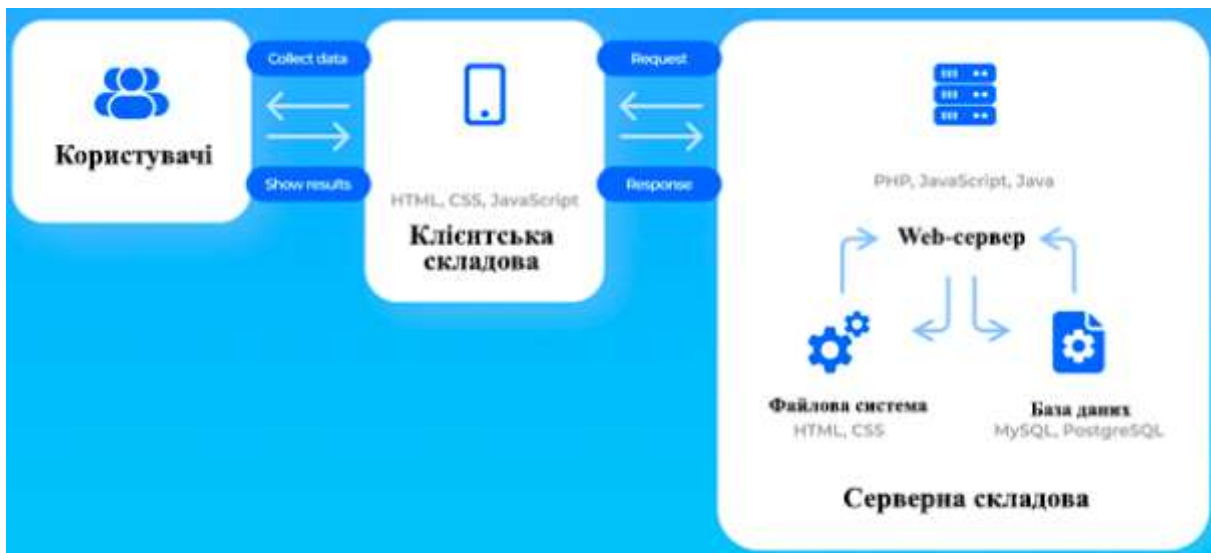 Collect data
Request
Користувачі
Show results
HTML, CSS, JavaScript
Клієнтська
складова
Response
PHP, JavaScript, Java
Web-сервер
Файлова система
HTML, CSS
База даних
MySQL, PostgreSQL
Серверна складова